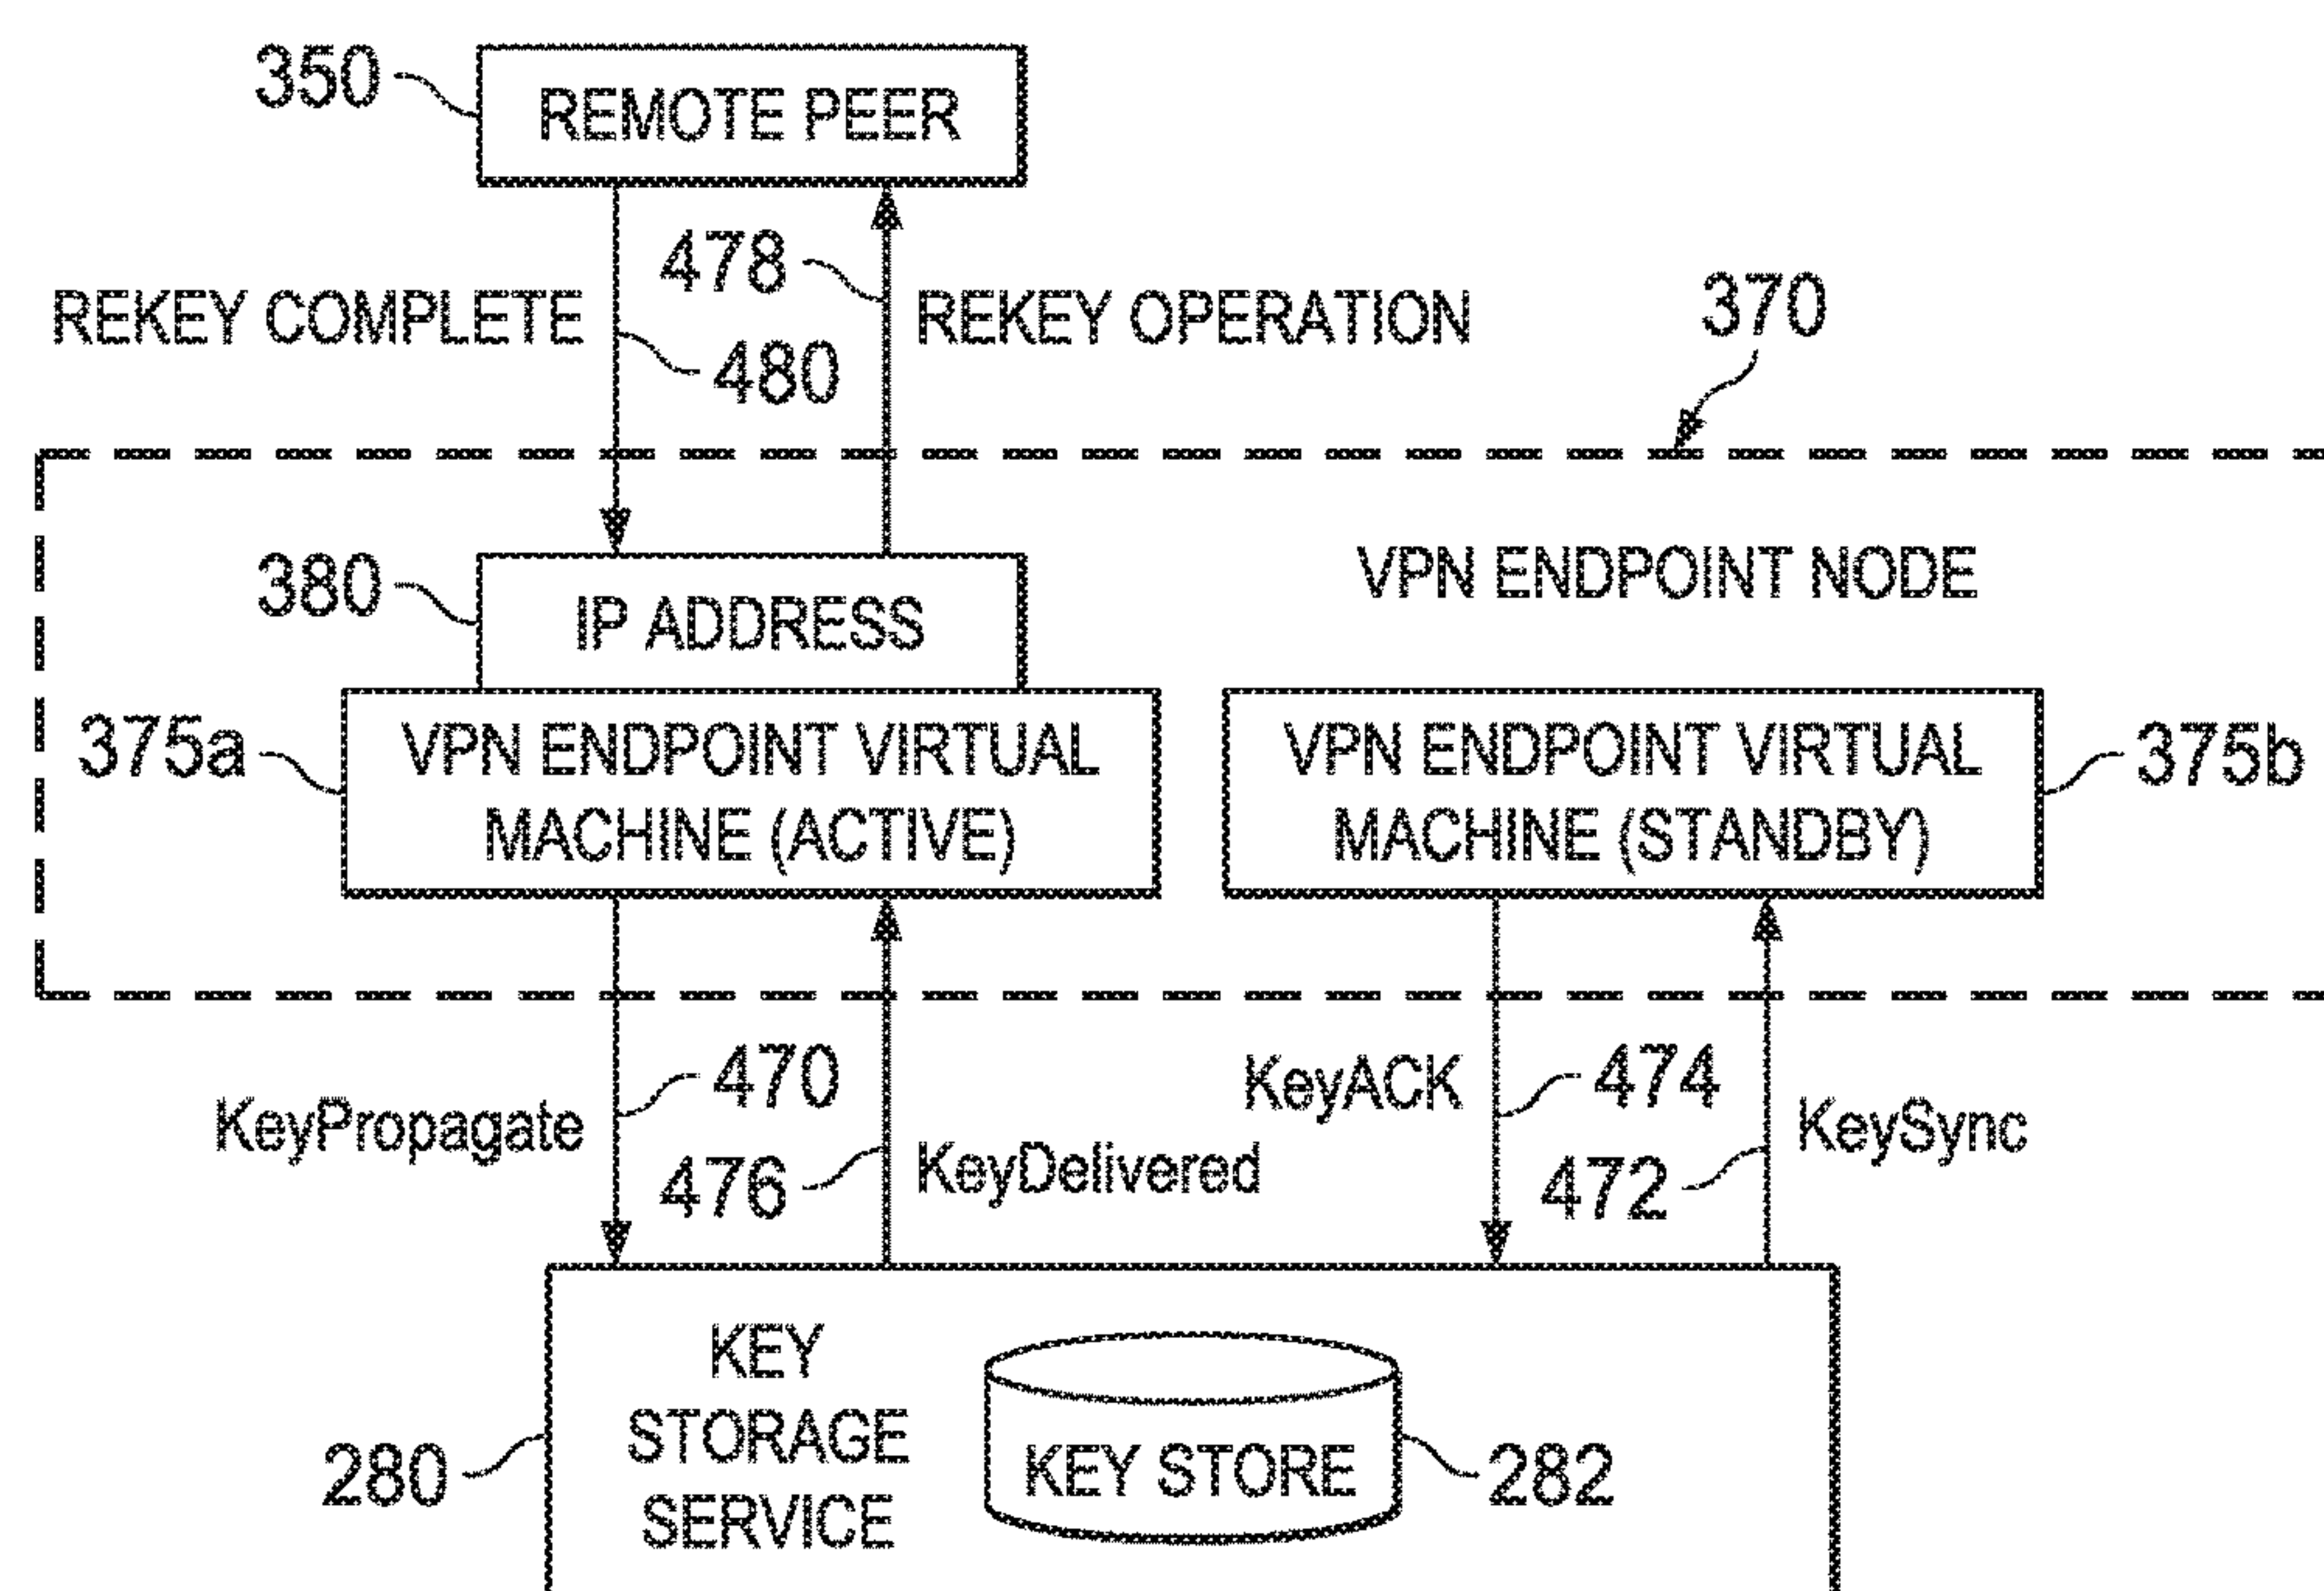 350
REMOTE PEER
478
REKEY COMPLETE
REKEY OPERATION
370
480
380
IP ADDRESS
VPN ENDPOINT NODE
375a
VPN ENDPOINT VIRTUAL
MACHINE (ACTIVE)
VPN ENDPOINT VIRTUAL
MACHINE (STANDBY)
375b
KeyPropagate
470
476
KeyDelivered
KeyACK
474
472
KeySync
280
KEY
STORAGE
SERVICE
KEY STORE
282